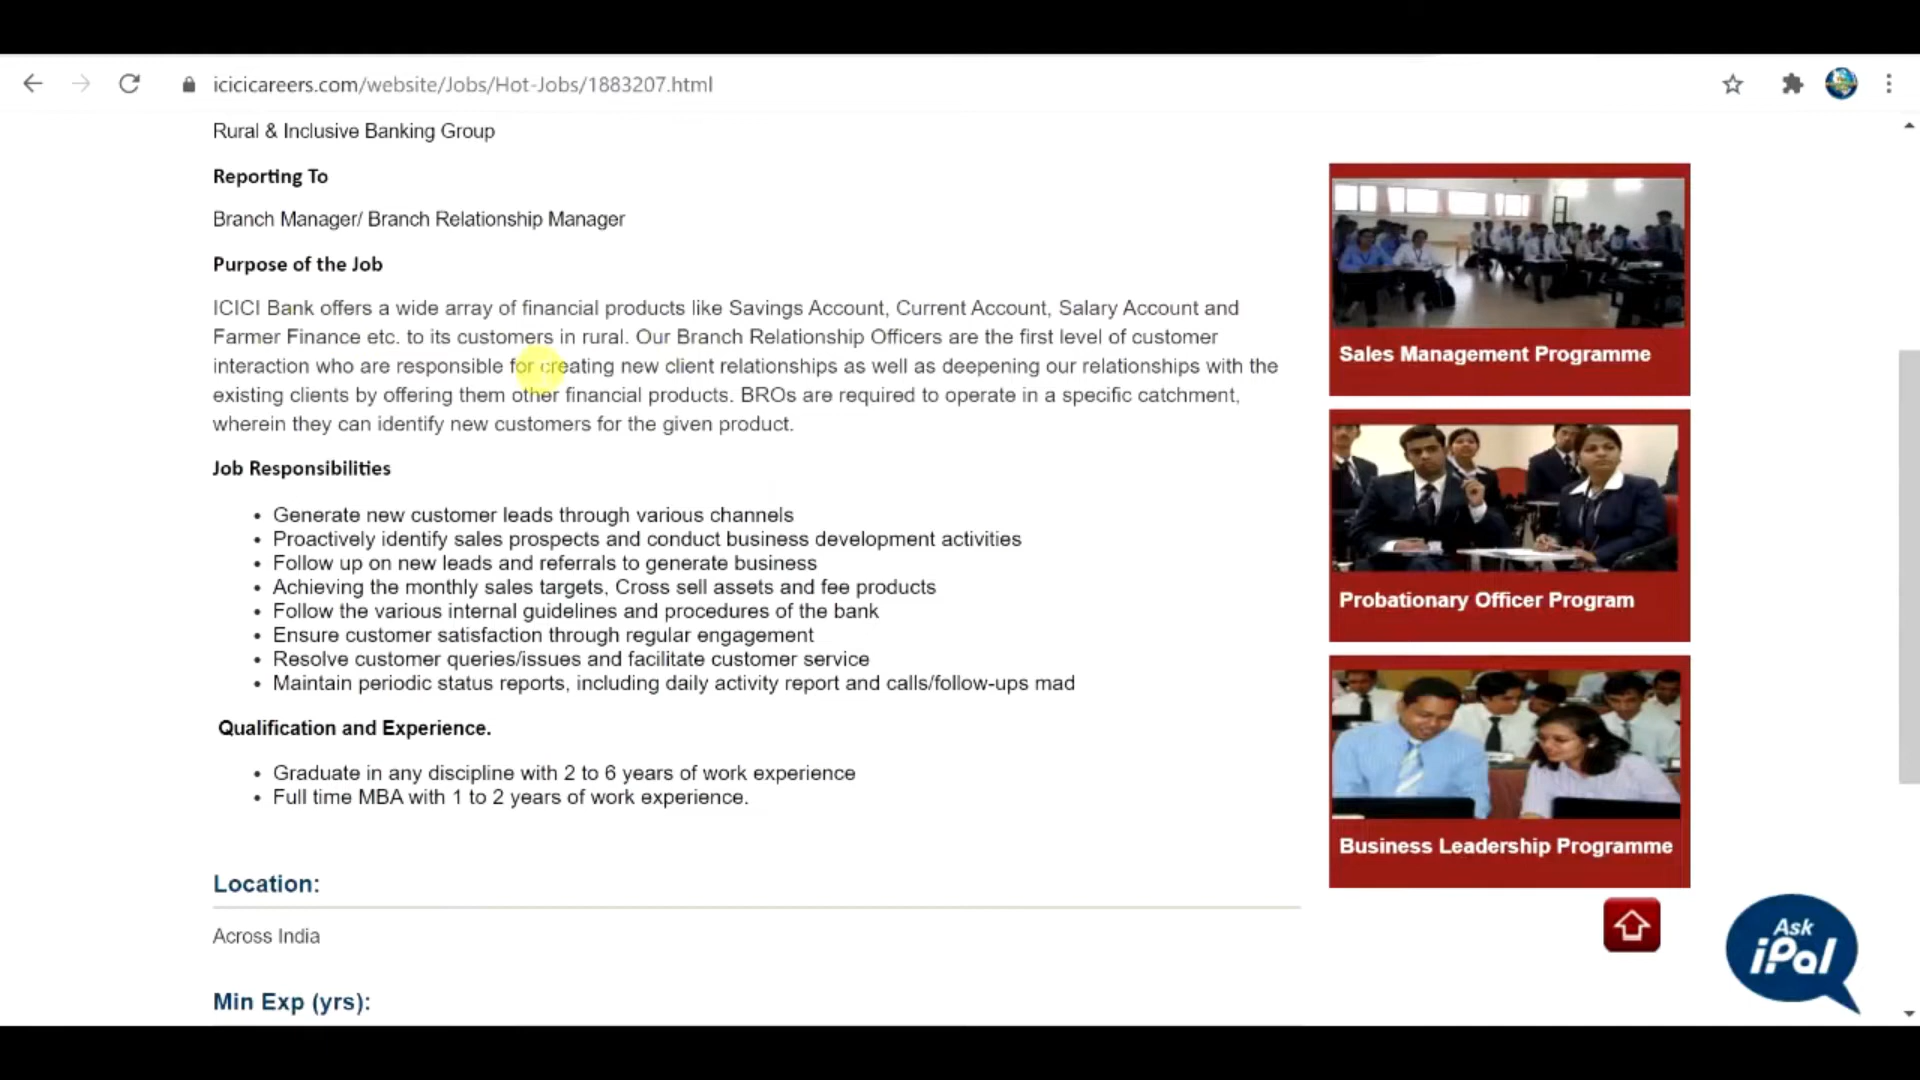 icicicareers.com/website/Jobs/Hot-Jobs/1883207.html
Rural & Inclusive Banking Group
Reporting To
Branch Manager/ Branch Relationship Manager
Purpose of the Job
ICICI Bank offers a wide array of financial products like Savings Account, Current Account, Salary Account and
Farmer Finance etc. to its customers in rural. Our Branch Relationship Officers are the first level of customer
interaction who are responsible for creating new client relationships as well as deepening our relationships with the
existing clients by offering them other financial products. BROs are required to operate in a specific catchment,
wherein they can identify new customers for the given product.
Job Responsibilities
• Generate new customer leads through various channels
• Proactively identify sales prospects and conduct business development activities
• Follow up on new leads and referrals to generate business
• Achieving the monthly sales targets, Cross sell assets and fee products
• Follow the various internal guidelines and procedures of the bank
• Ensure customer satisfaction through regular engagement
• Resolve customer queries/issues and facilitate customer service
• Maintain periodic status reports, including daily activity report and calls/follow-ups mad
Qualification and Experience.
• Graduate in any discipline with 2 to 6 years of work experience
• Full time MBA with 1 to 2 years of work experience.
Location:
Across India
Min Exp (yrs):
Sales Management Programme
Probationary Officer Program
Business Leadership Programme
Ask
iPal